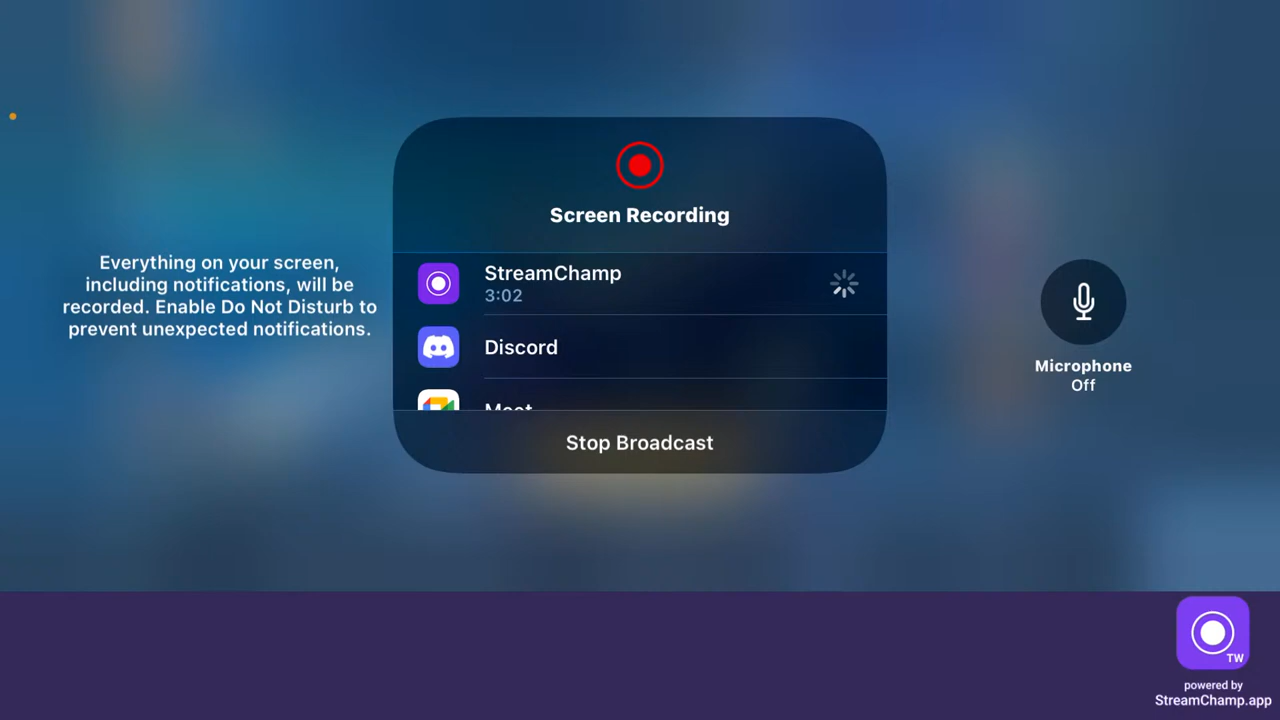 Screen Recording
Everything on your screen,
including notifications, will be
recorded. Enable Do Not Disturb to
prevent unexpected notifications.
StreamChamp
3:02
Discord
Meet
Stop Broadcast
Microphone
Off
TW
powered by
StreamChamp.app